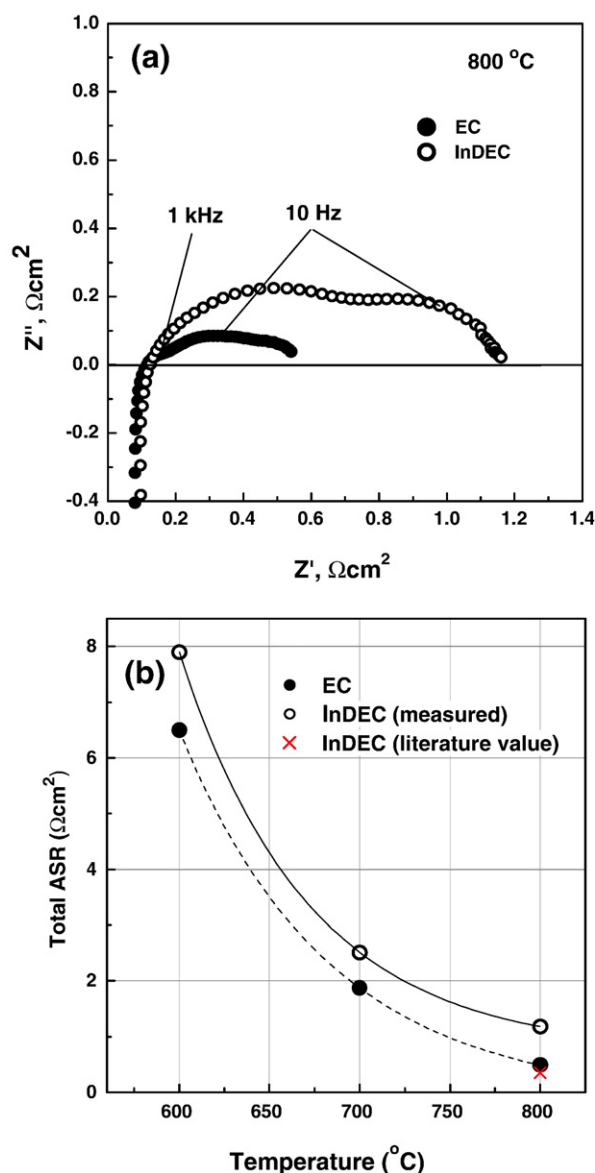 (a)
800 °C
EC
InDEC
1 kHz
10 Hz
1.0
0.8
0.6
0.4
0.2
0.0
-0.2
-0.4
Z'', Ωcm²
0.0 0.2 0.4 0.6 0.8 1.0 1.2 1.4
Z', Ωcm²
(b)
EC
InDEC (measured)
InDEC (literature value)
8
6
4
2
0
Total ASR (Ωcm²)
600 650 700 750 800
Temperature (°C)